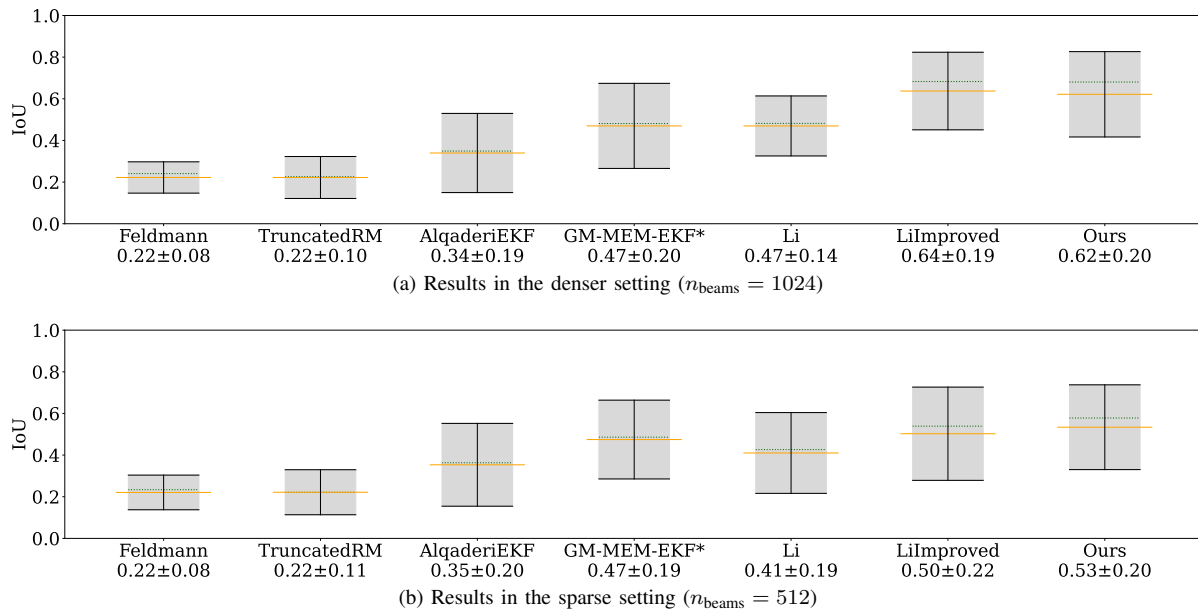 1.0
0.8
0.6
0.4
0.2
0.0
IoU
Feldmann TruncatedRM AlqaderiEKF GM-MEM-EKF* Li LiImproved Ours
0.22±0.08 0.22±0.10 0.34±0.19 0.47±0.20 0.47±0.14 0.64±0.19 0.62±0.20
(a) Results in the denser setting (n_beams = 1024)
1.0
0.8
0.6
0.4
0.2
0.0
IoU
Feldmann TruncatedRM AlqaderiEKF GM-MEM-EKF* Li LiImproved Ours
0.22±0.08 0.22±0.11 0.35±0.20 0.47±0.19 0.41±0.19 0.50±0.22 0.53±0.20
(b) Results in the sparse setting (n_beams = 512)